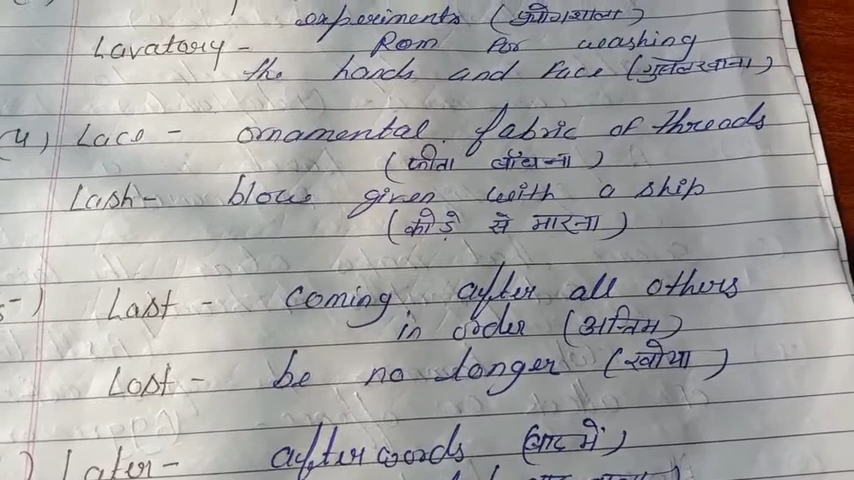 experiments (प्रयोगशाला)
Lavatory - Rom for washing
the hands and face (गुसलखाना)
(4) Lace - ornamental fabric of threads
(फीता बाँधना)
Lash - blow given with a ship
(कोड़े से मारना)
5-) Last - coming after all others
in order (अन्तिम)
Lost - be no longer (खोया)
) Later - afterwords (बाद में)